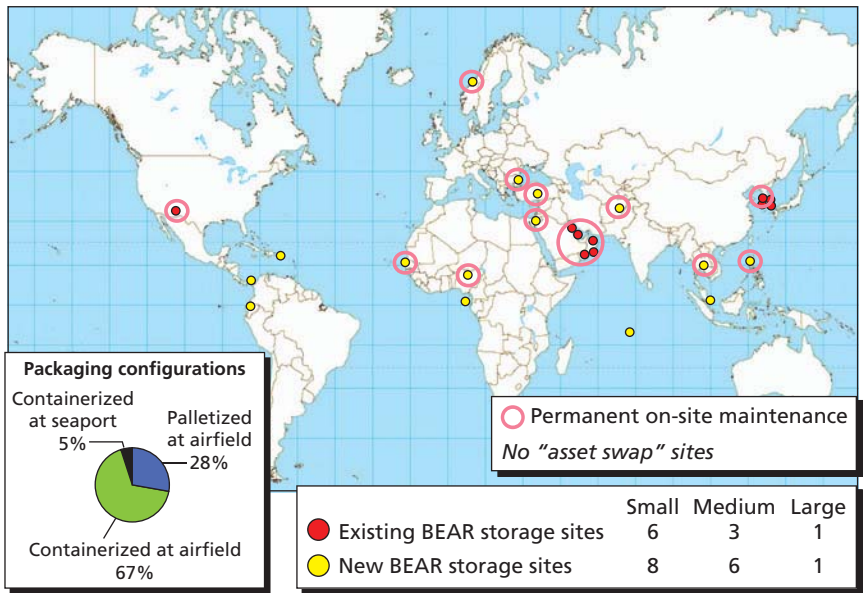 Packaging configurations
Containerized
at seaport
5%
Palletized
at airfield
28%
Containerized at airfield
67%
Permanent on-site maintenance
No “asset swap” sites
Small Medium Large
Existing BEAR storage sites 6 3 1
New BEAR storage sites 8 6 1